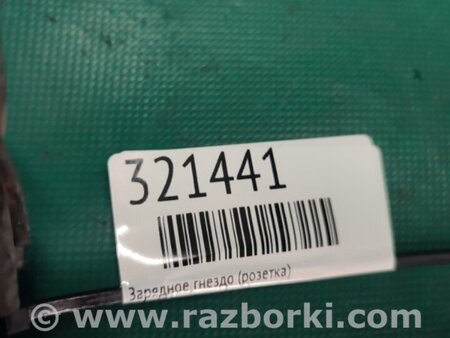 321441
Зарядное гнездо (розетка)
© www.razborki.com